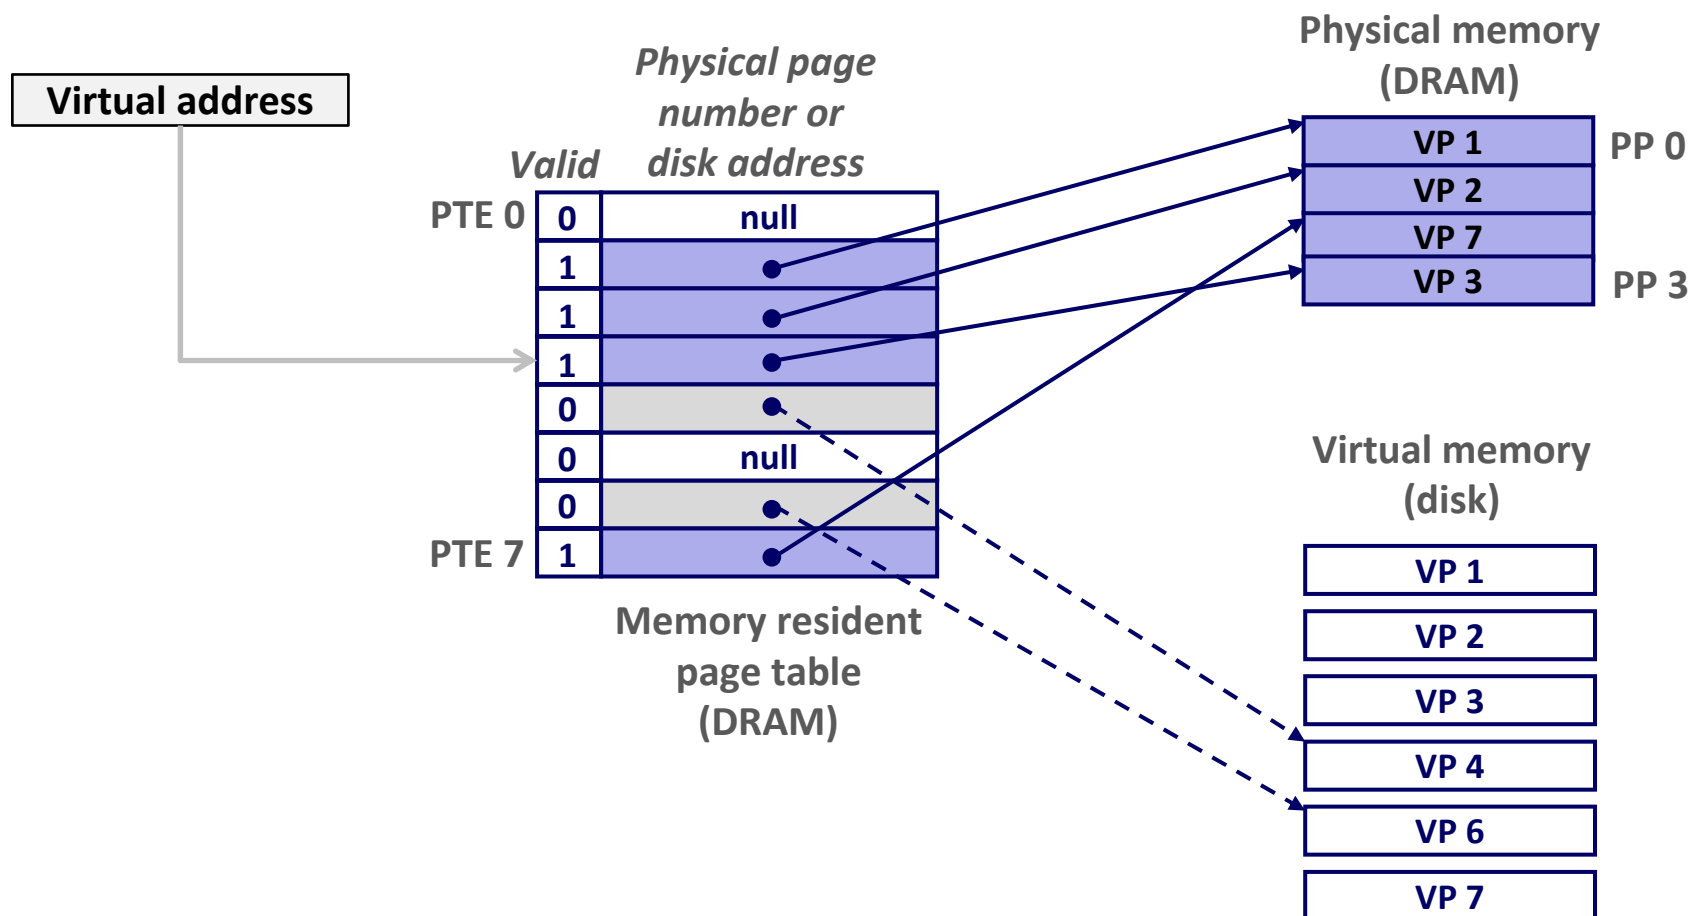 Virtual address
Physical page
number or
disk address
Valid
PTE 0
0
null
1
1
1
0
0
null
0
PTE 7
1
Memory resident
page table
(DRAM)
Physical memory
(DRAM)
VP 1
PP 0
VP 2
VP 7
VP 3
PP 3
Virtual memory
(disk)
VP 1
VP 2
VP 3
VP 4
VP 6
VP 7